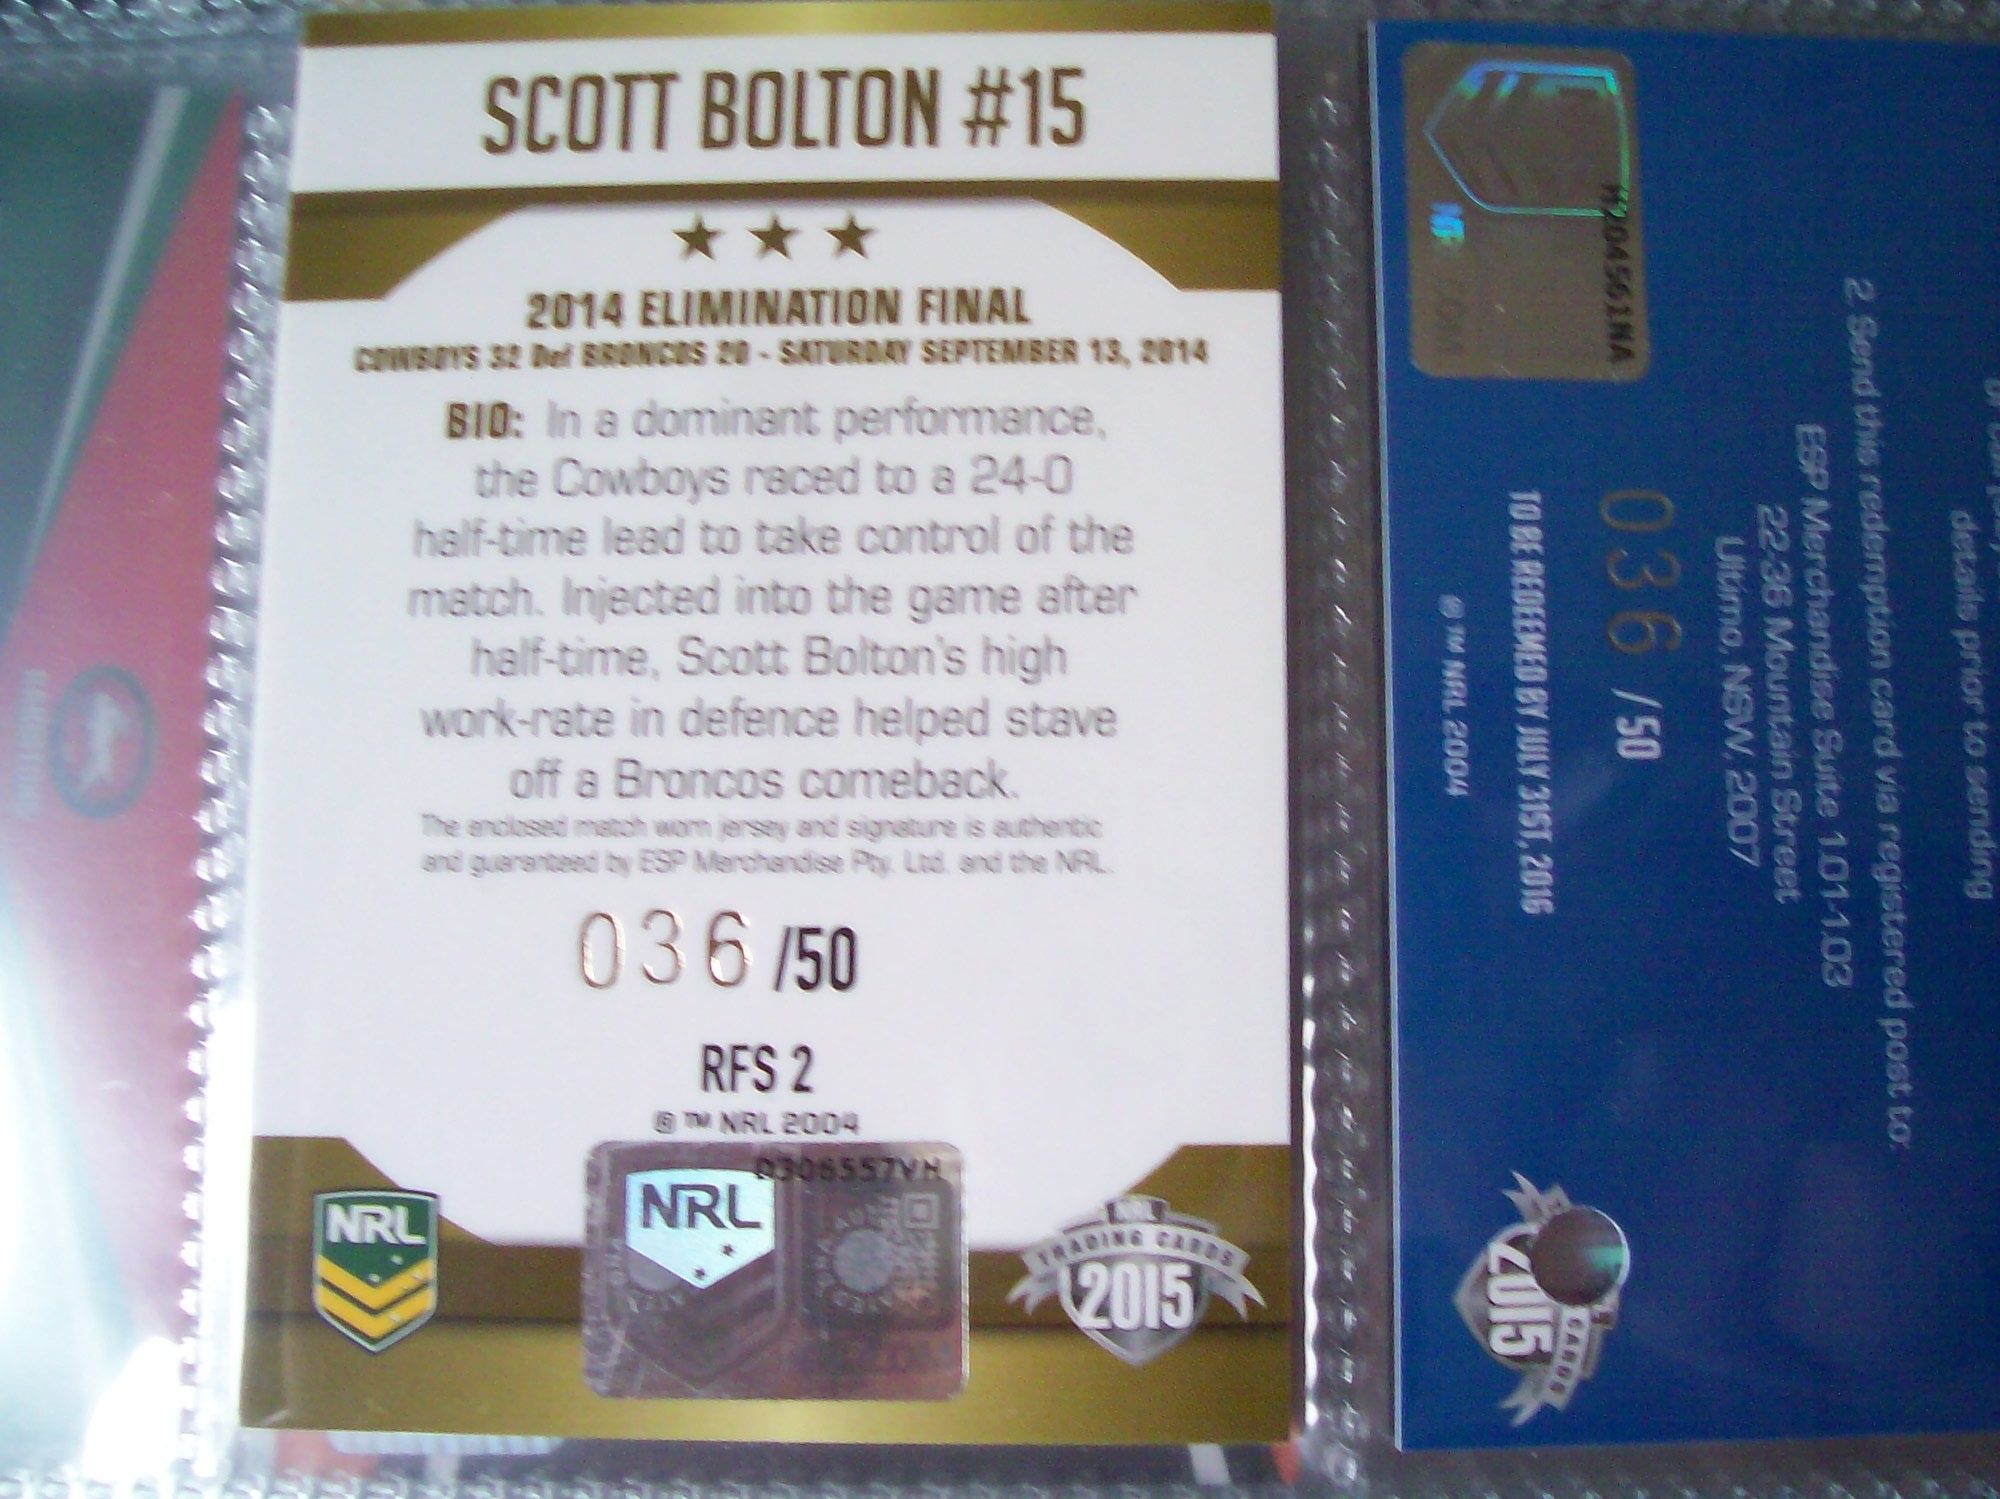 SCOTT BOLTON #15
2014 ELIMINATION FINAL
COWBOYS 32 Def BRONCOS 20 - SATURDAY SEPTEMBER 13, 2014
BIO: In a dominant performance,
the Cowboys raced to a 24-0
half-time lead to take control of the
match. Injected into the game after
half-time, Scott Bolton's high
work-rate in defence helped stave
off a Broncos comeback.
The enclosed match worn jersey and signature is authentic
and guaranteed by ESP Merchandise Pty. Ltd. and the NRL.
036 /50
RFS 2
® ™ NRL 2004
0306557VH
NRL
NRL
NRL
TRADING CARDS
2015
details prior to sending
2 Send this redemption card via registered post to:
ESP Merchandise Suite 1.01-1.03
22-36 Mountain Street
Ultimo, NSW, 2007
036 / 50
TO BE REDEEMED BY JULY 31ST, 2016
® ™ NRL 2004
2015
CARDS